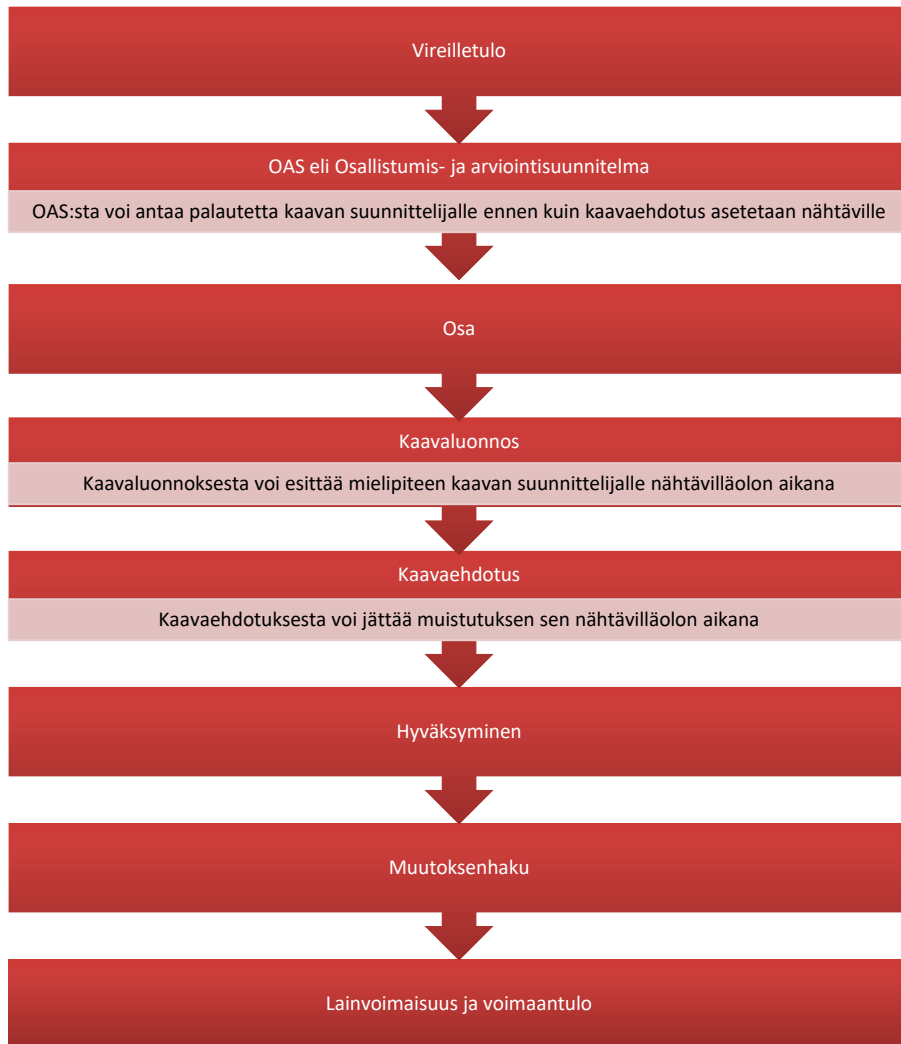 Vireilletulo
OAS eli Osallistumis- ja arviointisuunnitelma
OAS:sta voi antaa palautetta kaavan suunnittelijalle ennen kuin kaavaehdotus asetetaan nähtäville
Osa
Kaavaluonnos
Kaavaluonnoksesta voi esittää mielipiteen kaavan suunnittelijalle nähtävilläolon aikana
Kaavaehdotus
Kaavaehdotuksesta voi jättää muistutuksen sen nähtävilläolon aikana
Hyväksyminen
Muutoksenhaku
Lainvoimaisuus ja voimaantulo